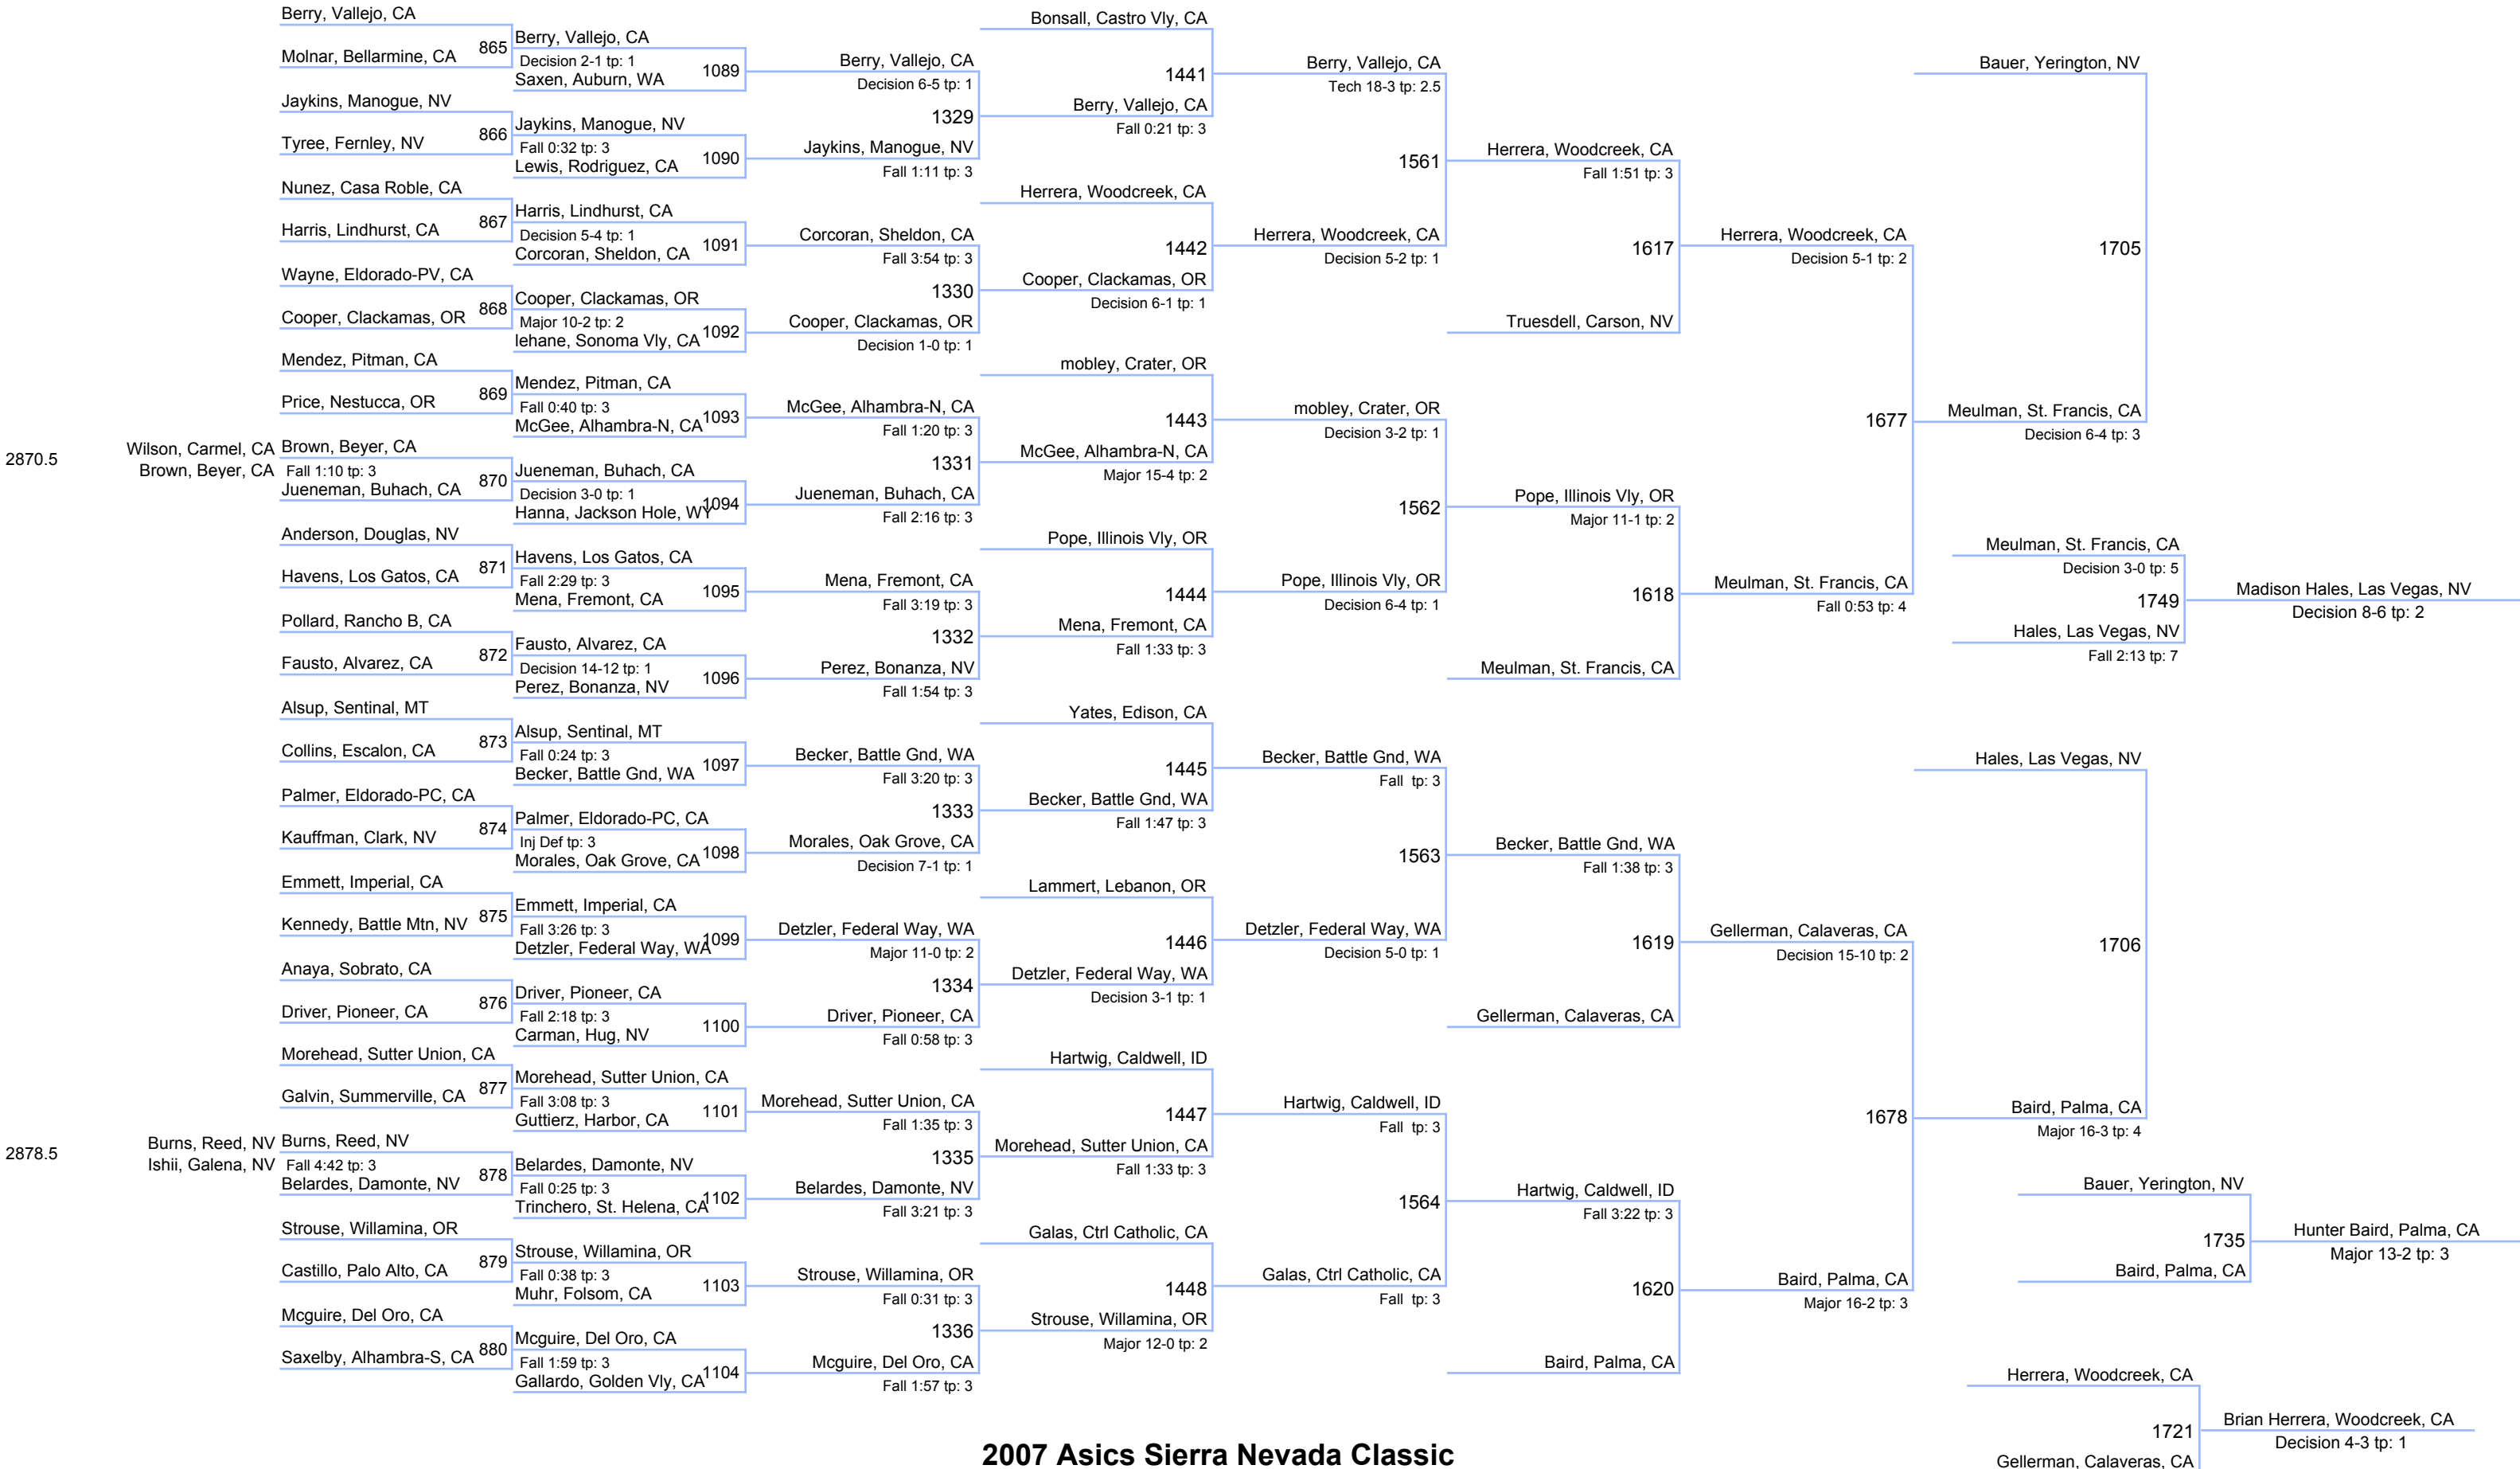 2870.5
Wilson, Carmel, CA
Brown, Beyer, CA
2878.5
Burns, Reed, NV
Ishii, Galena, NV
Berry, Vallejo, CA
865
Molnar, Bellarmine, CA
Jaykins, Manogue, NV
866
Tyree, Fernley, NV
Nunez, Casa Roble, CA
867
Harris, Lindhurst, CA
Wayne, Eldorado-PV, CA
868
Cooper, Clackamas, OR
Mendez, Pitman, CA
869
Price, Nestucca, OR
Brown, Beyer, CA
Fall 1:10 tp: 3
870
Jueneman, Buhach, CA
Anderson, Douglas, NV
871
Havens, Los Gatos, CA
Pollard, Rancho B, CA
872
Fausto, Alvarez, CA
Alsup, Sentinal, MT
873
Collins, Escalon, CA
Palmer, Eldorado-PC, CA
874
Kauffman, Clark, NV
Emmett, Imperial, CA
875
Kennedy, Battle Mtn, NV
Anaya, Sobrato, CA
876
Driver, Pioneer, CA
Morehead, Sutter Union, CA
877
Galvin, Summerville, CA
Burns, Reed, NV
Fall 4:42 tp: 3
878
Belardes, Damonte, NV
Strouse, Willamina, OR
879
Castillo, Palo Alto, CA
Mcguire, Del Oro, CA
880
Saxelby, Alhambra-S, CA
Berry, Vallejo, CA
Decision 2-1 tp: 1
1089
Saxen, Auburn, WA
Jaykins, Manogue, NV
Fall 0:32 tp: 3
1090
Lewis, Rodriguez, CA
Harris, Lindhurst, CA
Decision 5-4 tp: 1
1091
Corcoran, Sheldon, CA
Cooper, Clackamas, OR
Major 10-2 tp: 2
1092
lehane, Sonoma Vly, CA
Mendez, Pitman, CA
Fall 0:40 tp: 3
1093
McGee, Alhambra-N, CA
Jueneman, Buhach, CA
Decision 3-0 tp: 1
1094
Hanna, Jackson Hole, WY
Havens, Los Gatos, CA
Fall 2:29 tp: 3
1095
Mena, Fremont, CA
Fausto, Alvarez, CA
Decision 14-12 tp: 1
1096
Perez, Bonanza, NV
Alsup, Sentinal, MT
Fall 0:24 tp: 3
1097
Becker, Battle Gnd, WA
Palmer, Eldorado-PC, CA
Inj Def tp: 3
1098
Morales, Oak Grove, CA
Emmett, Imperial, CA
Fall 3:26 tp: 3
1099
Detzler, Federal Way, WA
Driver, Pioneer, CA
Fall 2:18 tp: 3
1100
Carman, Hug, NV
Morehead, Sutter Union, CA
Fall 3:08 tp: 3
1101
Guttierz, Harbor, CA
Belardes, Damonte, NV
Fall 0:25 tp: 3
1102
Trinchero, St. Helena, CA
Strouse, Willamina, OR
Fall 0:38 tp: 3
1103
Muhr, Folsom, CA
Mcguire, Del Oro, CA
Fall 1:59 tp: 3
1104
Gallardo, Golden Vly, CA
Berry, Vallejo, CA
Decision 6-5 tp: 1
1329
Jaykins, Manogue, NV
Fall 1:11 tp: 3
Corcoran, Sheldon, CA
Fall 3:54 tp: 3
1330
Cooper, Clackamas, OR
Decision 1-0 tp: 1
McGee, Alhambra-N, CA
Fall 1:20 tp: 3
1331
Jueneman, Buhach, CA
Fall 2:16 tp: 3
Mena, Fremont, CA
Fall 3:19 tp: 3
1332
Perez, Bonanza, NV
Fall 1:54 tp: 3
Becker, Battle Gnd, WA
Fall 3:20 tp: 3
1333
Morales, Oak Grove, CA
Decision 7-1 tp: 1
Detzler, Federal Way, WA
Major 11-0 tp: 2
1334
Driver, Pioneer, CA
Fall 0:58 tp: 3
Morehead, Sutter Union, CA
Fall 1:35 tp: 3
1335
Belardes, Damonte, NV
Fall 3:21 tp: 3
Strouse, Willamina, OR
Fall 0:31 tp: 3
1336
Mcguire, Del Oro, CA
Fall 1:57 tp: 3
Bonsall, Castro Vly, CA
1441
Berry, Vallejo, CA
Fall 0:21 tp: 3
Herrera, Woodcreek, CA
1442
Cooper, Clackamas, OR
Decision 6-1 tp: 1
mobley, Crater, OR
1443
McGee, Alhambra-N, CA
Major 15-4 tp: 2
Pope, Illinois Vly, OR
1444
Mena, Fremont, CA
Fall 1:33 tp: 3
Yates, Edison, CA
1445
Becker, Battle Gnd, WA
Fall 1:47 tp: 3
Lammert, Lebanon, OR
1446
Detzler, Federal Way, WA
Decision 3-1 tp: 1
Hartwig, Caldwell, ID
1447
Morehead, Sutter Union, CA
Fall 1:33 tp: 3
Galas, Ctrl Catholic, CA
1448
Strouse, Willamina, OR
Major 12-0 tp: 2
Berry, Vallejo, CA
Tech 18-3 tp: 2.5
1561
Herrera, Woodcreek, CA
Decision 5-2 tp: 1
mobley, Crater, OR
Decision 3-2 tp: 1
1562
Pope, Illinois Vly, OR
Decision 6-4 tp: 1
Becker, Battle Gnd, WA
Fall tp: 3
1563
Detzler, Federal Way, WA
Decision 5-0 tp: 1
Hartwig, Caldwell, ID
Fall tp: 3
1564
Galas, Ctrl Catholic, CA
Fall tp: 3
Herrera, Woodcreek, CA
Fall 1:51 tp: 3
1617
Truesdell, Carson, NV
Pope, Illinois Vly, OR
Major 11-1 tp: 2
1618
Meulman, St. Francis, CA
Becker, Battle Gnd, WA
Fall 1:38 tp: 3
1619
Gellerman, Calaveras, CA
Hartwig, Caldwell, ID
Fall 3:22 tp: 3
1620
Baird, Palma, CA
Herrera, Woodcreek, CA
Decision 5-1 tp: 2
1677
Meulman, St. Francis, CA
Fall 0:53 tp: 4
Gellerman, Calaveras, CA
Decision 15-10 tp: 2
1678
Baird, Palma, CA
Major 16-2 tp: 3
Bauer, Yerington, NV
1705
Meulman, St. Francis, CA
Decision 6-4 tp: 3
Hales, Las Vegas, NV
1706
Baird, Palma, CA
Major 16-3 tp: 4
Meulman, St. Francis, CA
Decision 3-0 tp: 5
1749
Hales, Las Vegas, NV
Fall 2:13 tp: 7
Madison Hales, Las Vegas, NV
Decision 8-6 tp: 2
Bauer, Yerington, NV
1735
Baird, Palma, CA
Hunter Baird, Palma, CA
Major 13-2 tp: 3
Herrera, Woodcreek, CA
1721
Gellerman, Calaveras, CA
Brian Herrera, Woodcreek, CA
Decision 4-3 tp: 1
2007 Asics Sierra Nevada Classic